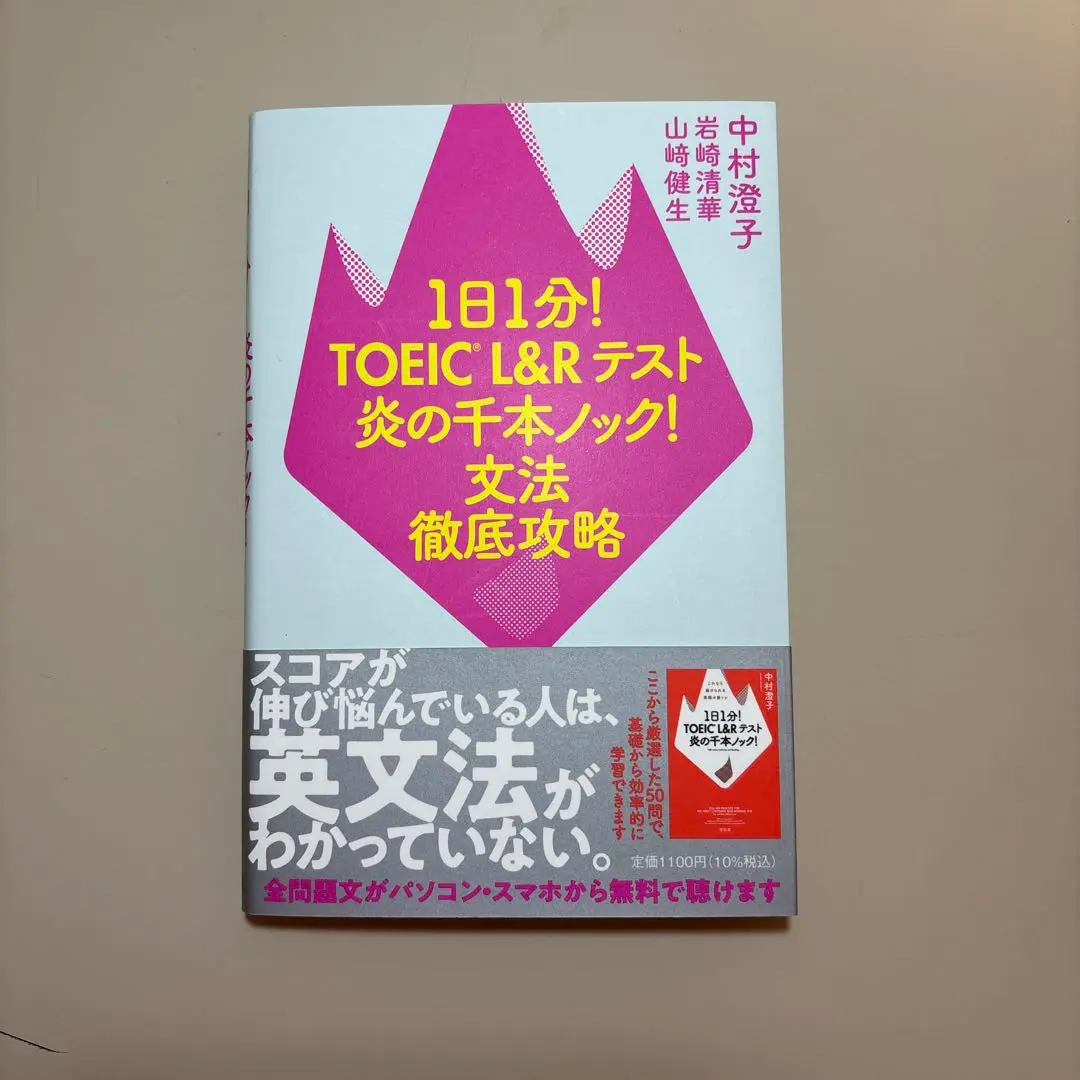 中村澄子
岩崎清華
山﨑健生
1日1分!
TOEIC® L&R テスト
炎の千本ノック!
文法
徹底攻略
スコアが
伸び悩んでいる人は、
英文法が
わかっていない。
ここから厳選した50問で、
基礎から効率的に
学習できます
中村澄子
1日1分!
TOEIC L&R テスト
炎の千本ノック!
定価1100円(10%税込)
全問題文がパソコン・スマホから無料で聴けます